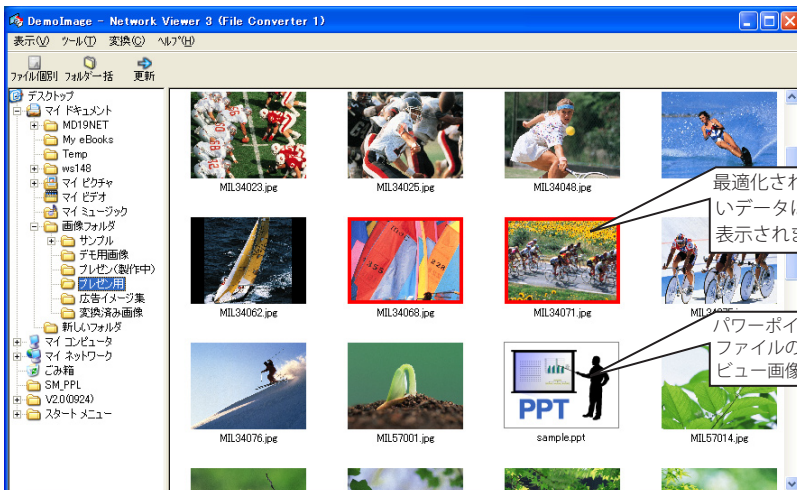 DemoImage - Network Viewer 3 (File Converter 1)
表示(V) ツール(T) 変換(C) ヘルプ(H)
ファイル個別 フォルダ一括 更新
デスクトップ
マイ ドキュメント
MD19NET
My eBooks
Temp
ws148
マイ ピクチャ
マイ ビデオ
マイ ミュージック
画像フォルダ
サンプル
デモ用画像
プレゼン(製作中)
プレゼン用
広告イメージ集
変換済み画像
新しいフォルダ
マイ コンピュータ
マイ ネットワーク
ごみ箱
SM_PPL
V2.0(0924)
スタート メニュー
MIL34023.jpg
MIL34025.jpg
MIL34048.jpg
最適化され
いデータに
表示されま
MIL34062.jpg
MIL34068.jpg
MIL34071.jpg
パワーポイ
ファイルの
ビュー画像
PPT
MIL34076.jpg
MIL57001.jpg
sample.ppt
MIL57014.jpg